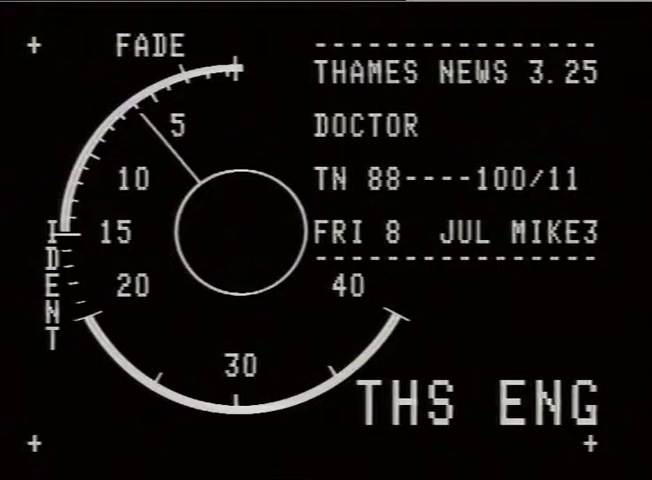 FADE
THAMES NEWS 3.25
DOCTOR
TN 88----100/11
FRI 8 JUL MIKE3
5
10
15
20
30
40
IDENT
THS ENG